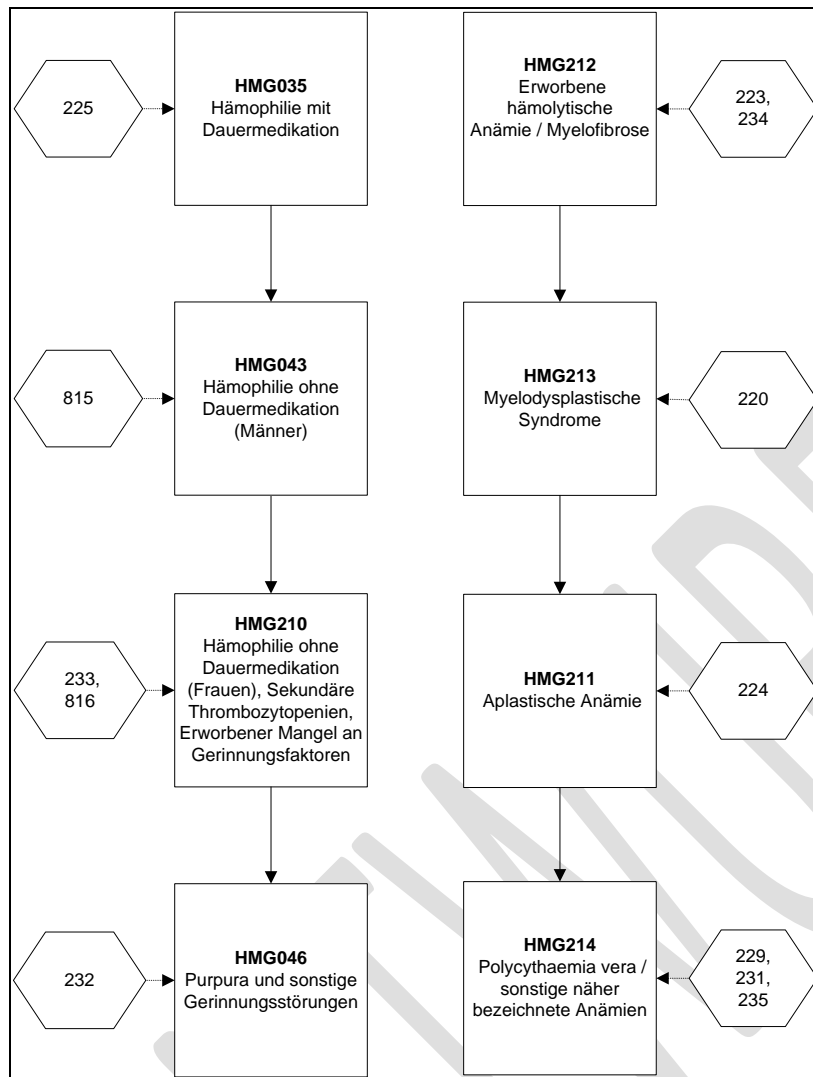 225
HMG035
Hämophilie mit
Dauermedikation
HMG212
Erworbene
hämolytische
Anämie / Myelofibrose
223,
234
815
HMG043
Hämophilie ohne
Dauermedikation
(Männer)
HMG213
Myelodysplastische
Syndrome
220
233,
816
HMG210
Hämophilie ohne
Dauermedikation
(Frauen), Sekundäre
Thrombozytopenien,
Erworbener Mangel an
Gerinnungsfaktoren
HMG211
Aplastische Anämie
224
232
HMG046
Purpura und sonstige
Gerinnungsstörungen
HMG214
Polycythaemia vera /
sonstige näher
bezeichnete Anämien
229,
231,
235